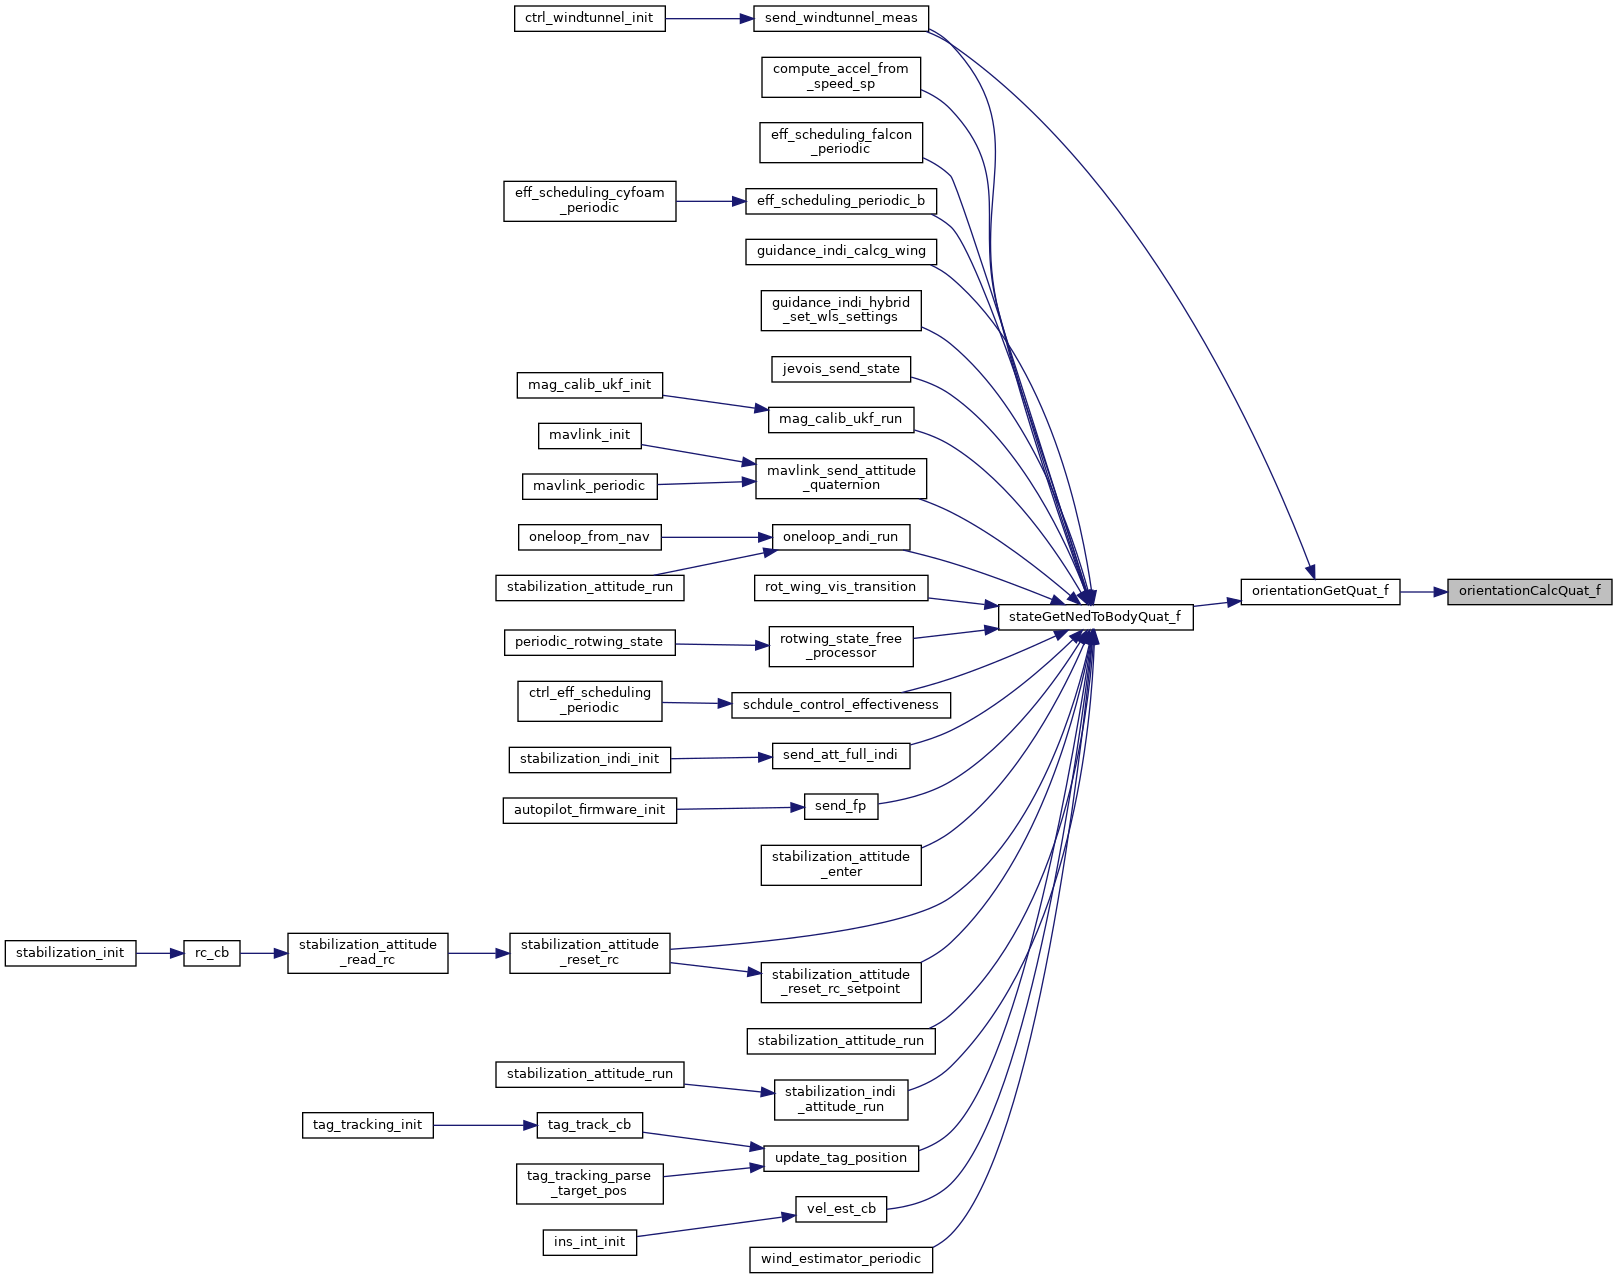 ctrl_windtunnel_init
send_windtunnel_meas
compute_accel_from
_speed_sp
eff_scheduling_falcon
_periodic
eff_scheduling_cyfoam
_periodic
eff_scheduling_periodic_b
guidance_indi_calcg_wing
guidance_indi_hybrid
_set_wls_settings
jevois_send_state
mag_calib_ukf_init
mag_calib_ukf_run
mavlink_init
mavlink_send_attitude
_quaternion
mavlink_periodic
oneloop_from_nav
oneloop_andi_run
stabilization_attitude_run
rot_wing_vis_transition
orientationGetQuat_f
orientationCalcQuat_f
stateGetNedToBodyQuat_f
periodic_rotwing_state
rotwing_state_free
_processor
ctrl_eff_scheduling
_periodic
schdule_control_effectiveness
stabilization_indi_init
send_att_full_indi
autopilot_firmware_init
send_fp
stabilization_attitude
_enter
stabilization_init
rc_cb
stabilization_attitude
_read_rc
stabilization_attitude
_reset_rc
stabilization_attitude
_reset_rc_setpoint
stabilization_attitude_run
stabilization_attitude_run
stabilization_indi
_attitude_run
tag_tracking_init
tag_track_cb
update_tag_position
tag_tracking_parse
_target_pos
vel_est_cb
ins_int_init
wind_estimator_periodic